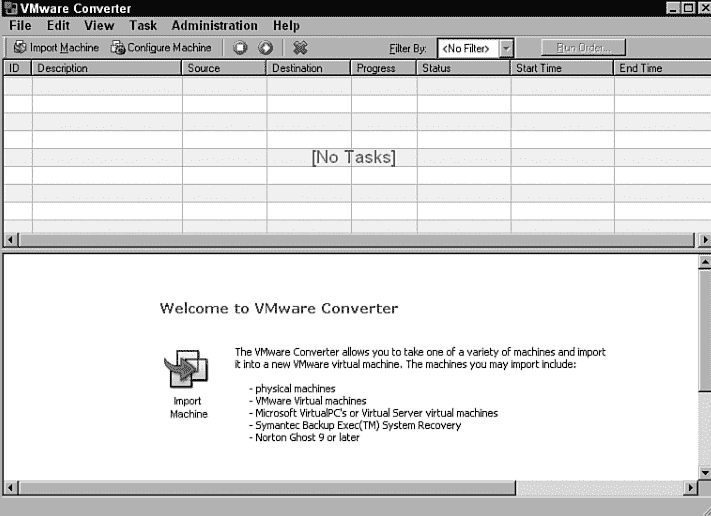 VMware Converter
File Edit View Task Administration Help
Import Machine Configure Machine Filter By: <No Filter> Run Order...
ID Description Source Destination Progress Status Start Time End Time
[No Tasks]
Welcome to VMware Converter
The VMware Converter allows you to take one of a variety of machines and import
it into a new VMware virtual machine. The machines you may import include:
Import
Machine
- physical machines
- VMware Virtual machines
- Microsoft VirtualPC's or Virtual Server virtual machines
- Symantec Backup Exec(TM) System Recovery
- Norton Ghost 9 or later